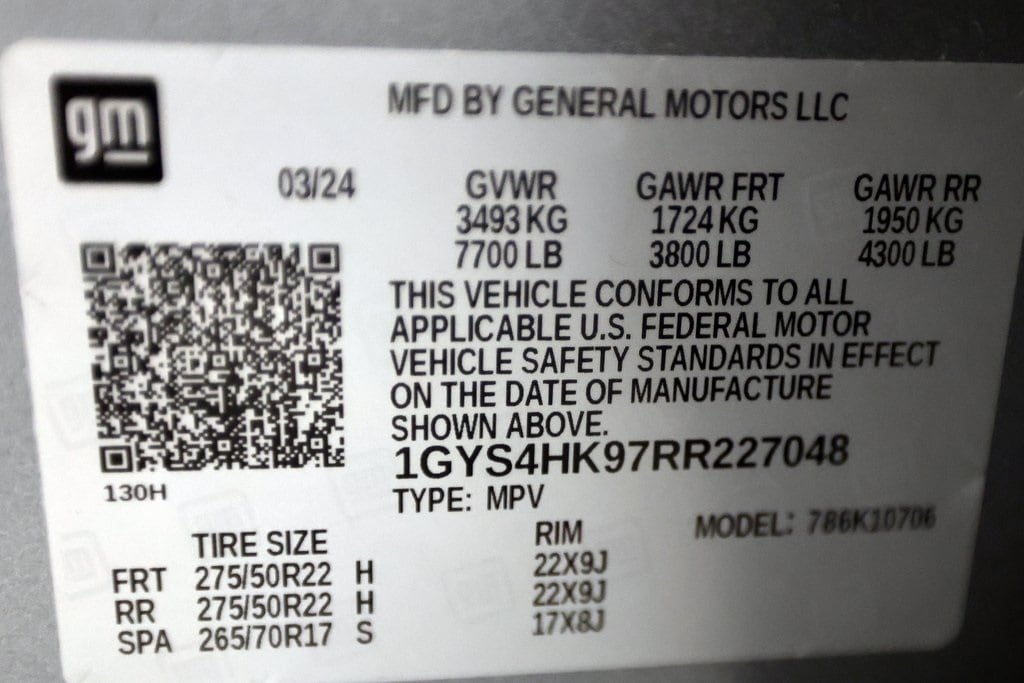 gm
MFD BY GENERAL MOTORS LLC
03/24 GVWR GAWR FRT GAWR RR
3493 KG 1724 KG 1950 KG
7700 LB 3800 LB 4300 LB
THIS VEHICLE CONFORMS TO ALL
APPLICABLE U.S. FEDERAL MOTOR
VEHICLE SAFETY STANDARDS IN EFFECT
ON THE DATE OF MANUFACTURE
SHOWN ABOVE.
1GYS4HK97RR227048
130H
TYPE: MPV
MODEL: 786K10706
TIRE SIZE RIM
FRT 275/50R22 H 22X9J
RR 275/50R22 H 22X9J
SPA 265/70R17 S 17X8J